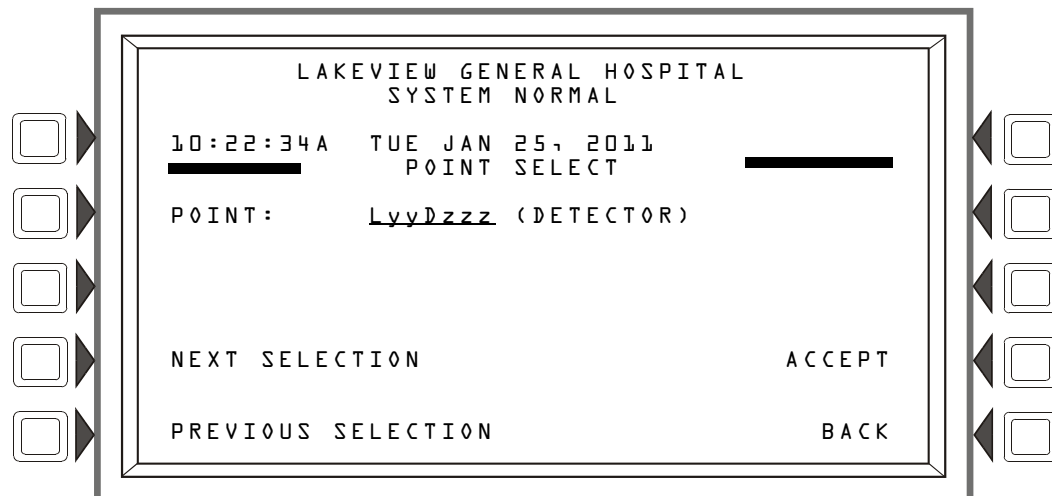 LAKEVIEW GENERAL HOSPITAL
SYSTEM NORMAL
10:22:34A TUE JAN 25, 2011
POINT SELECT
POINT: LyyDzzz (DETECTOR)
NEXT SELECTION ACCEPT
PREVIOUS SELECTION BACK